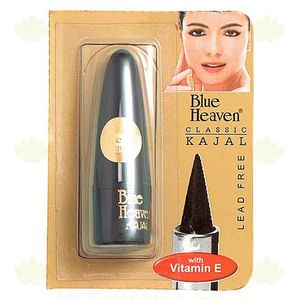 Blue
Heaven®
CLASSIC
KAJAL
LEAD FREE
Blue
Heaven
KAJAL
with
Vitamin E